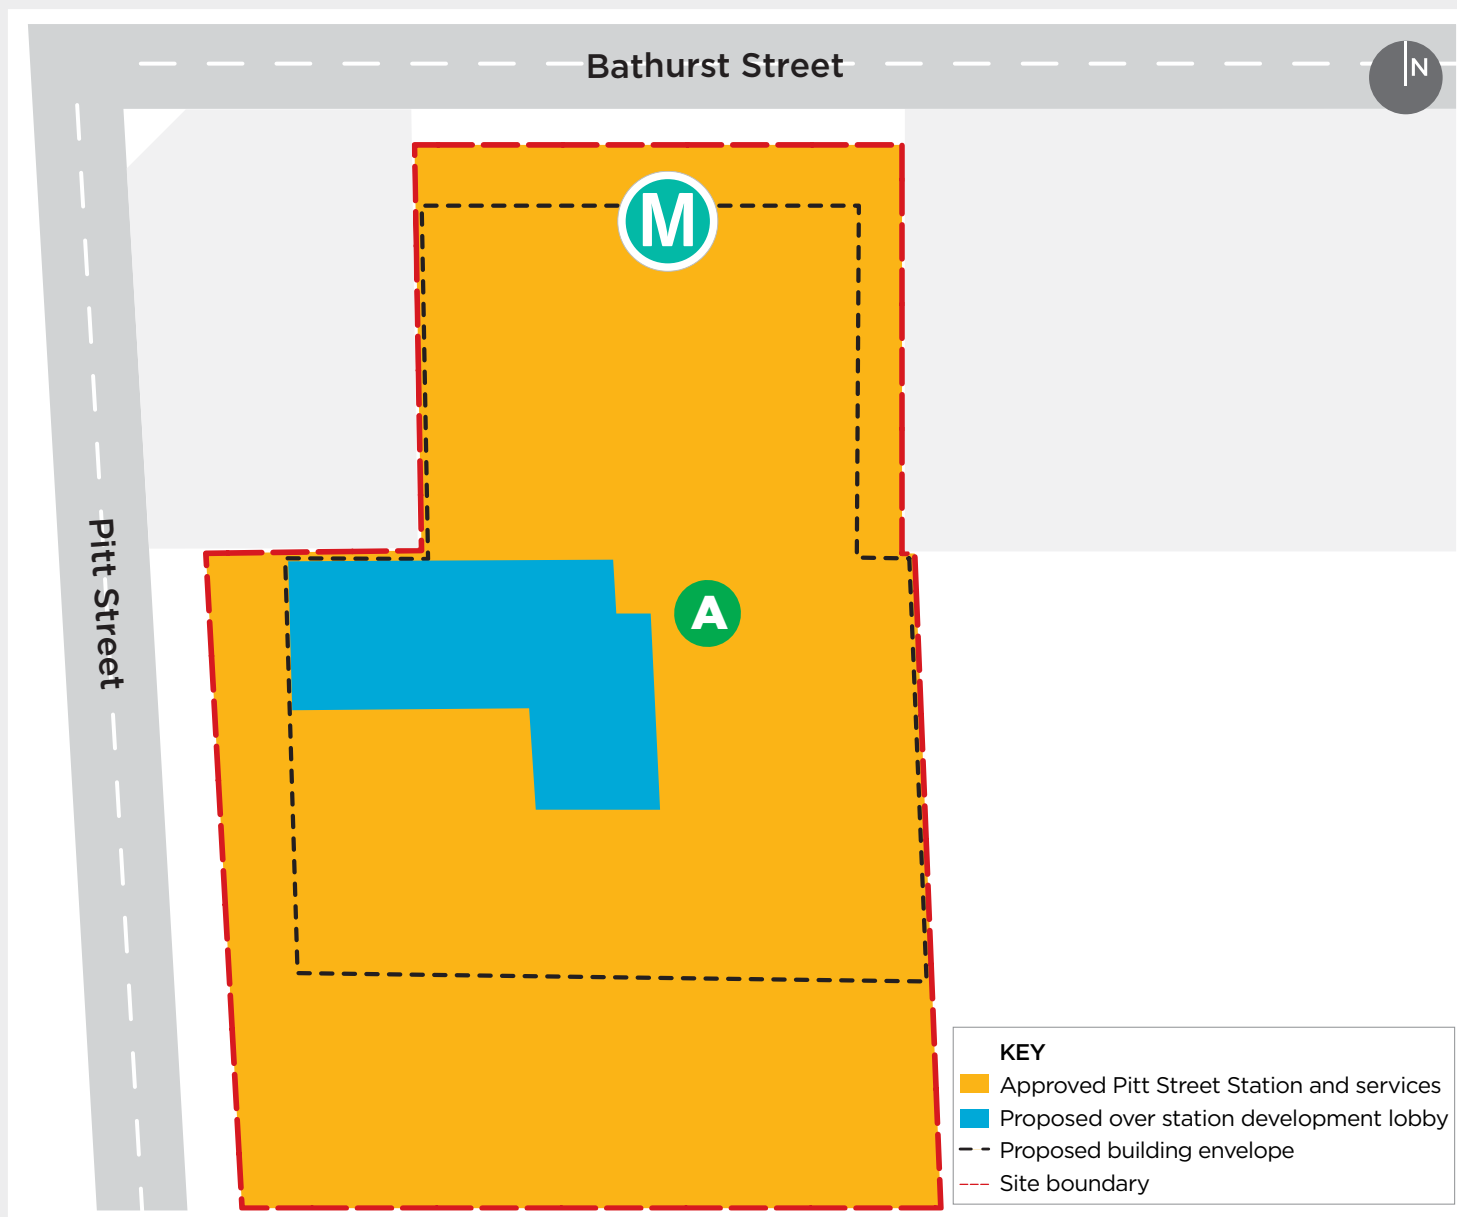 Bathurst Street
N
M
Pitt Street
A
KEY
Approved Pitt Street Station and services
Proposed over station development lobby
Proposed building envelope
Site boundary